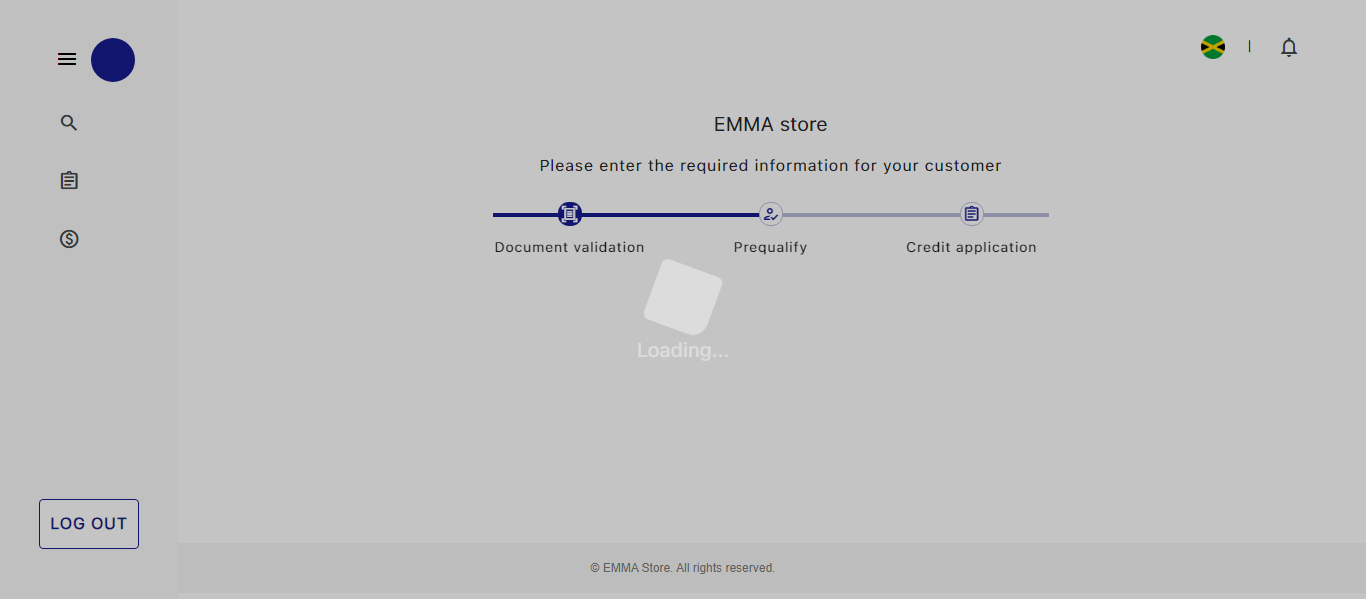 EMMA store
Please enter the required information for your customer
Document validation
Prequalify
Credit application
Loading...
LOG OUT
© EMMA Store. All rights reserved.